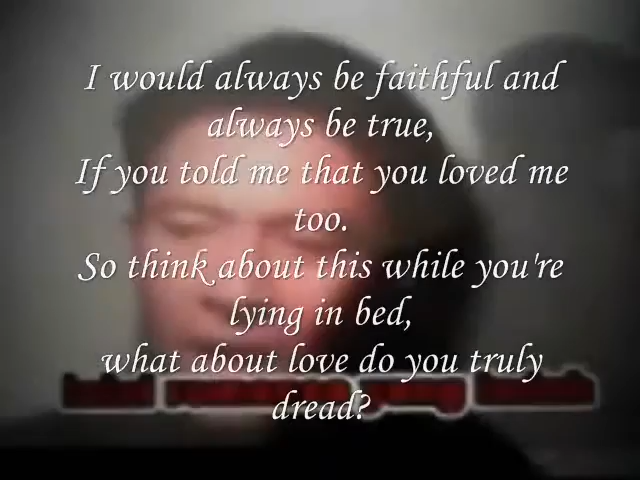 I would always be faithful and
always be true,
If you told me that you loved me
too.
So think about this while you're
lying in bed,
what about love do you truly
dread?